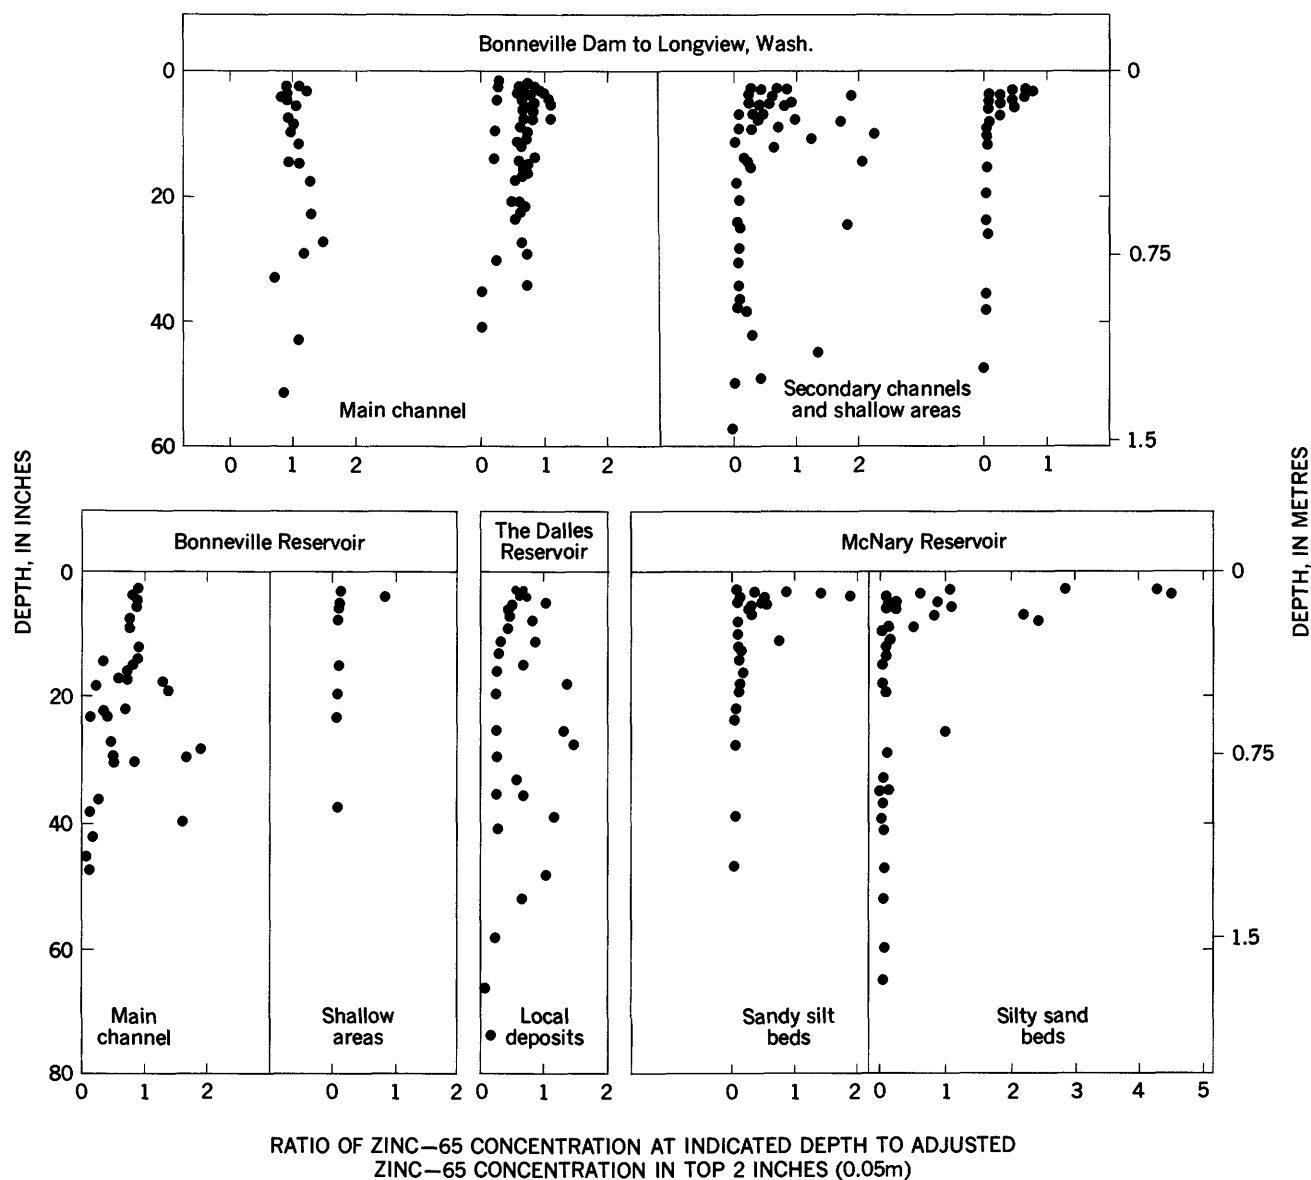 Bonneville Dam to Longview, Wash.
0
20
40
60
0
0.75
1.5
Main channel
Secondary channels
and shallow areas
0 1 2 0 1 0 1 2 0 1
DEPTH, IN INCHES
DEPTH, IN METRES
Bonneville Reservoir
The Dalles
Reservoir
McNary Reservoir
0
20
40
60
80
0
0.75
1.5
Main
channel
Shallow
areas
Local
deposits
Sandy silt
beds
Silty sand
beds
0 1 2 0 1 2 0 1 2 0 1 2 0 1 2 3 4 5
RATIO OF ZINC–65 CONCENTRATION AT INDICATED DEPTH TO ADJUSTED
ZINC–65 CONCENTRATION IN TOP 2 INCHES (0.05m)